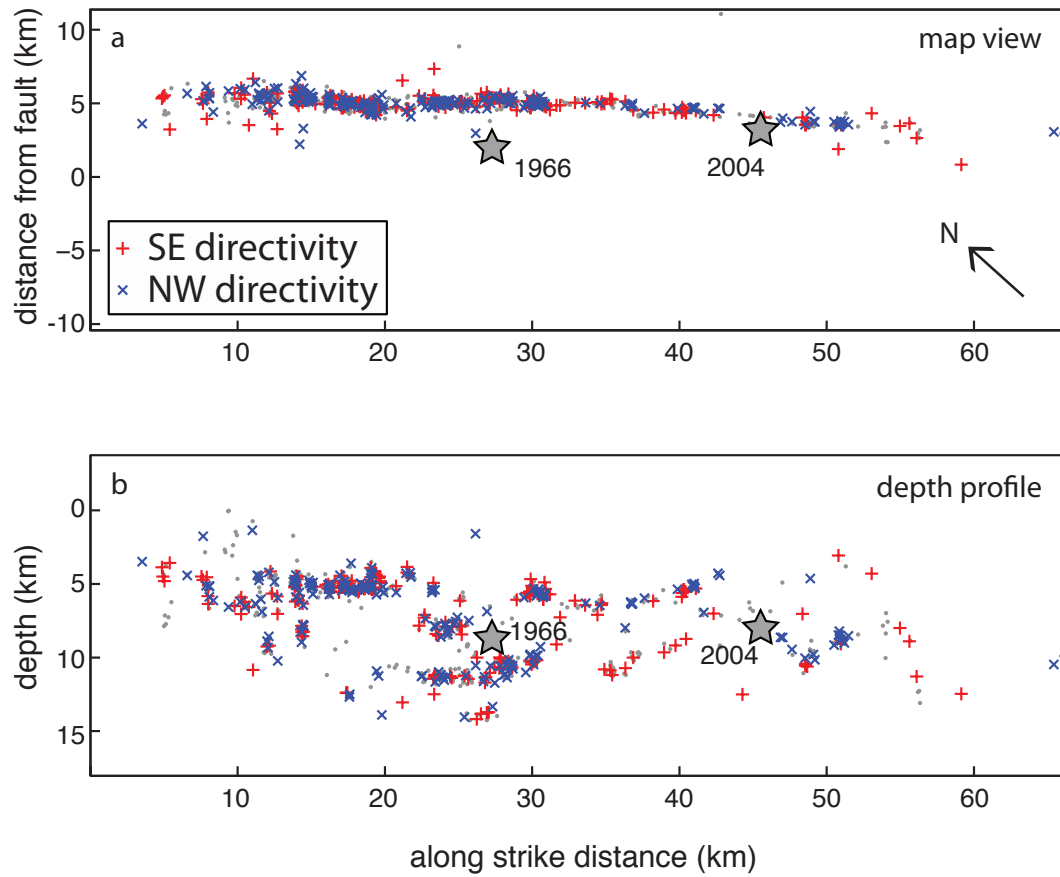 a
map view
distance from fault (km)
10
5
0
−5
-10
1966
2004
N
SE directivity
NW directivity
10 20 30 40 50 60
b
depth profile
depth (km)
0
5
10
15
1966
2004
10 20 30 40 50 60
along strike distance (km)